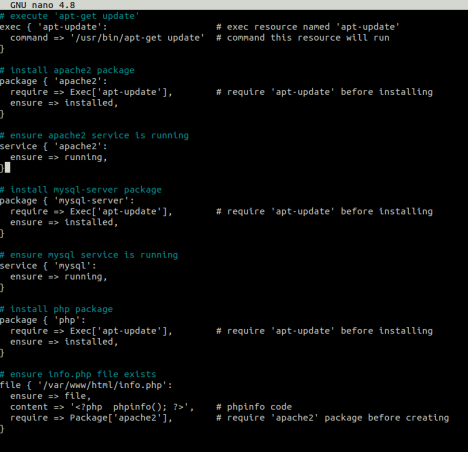 GNU nano 4.8
# execute 'apt-get update'
exec { 'apt-update':                    # exec resource named 'apt-update'
  command => '/usr/bin/apt-get update'  # command this resource will run
}
# install apache2 package
package { 'apache2':
  require => Exec['apt-update'],        # require 'apt-update' before installing
  ensure => installed,
}
# ensure apache2 service is running
service { 'apache2':
  ensure => running,
}
# install mysql-server package
package { 'mysql-server':
  require => Exec['apt-update'],        # require 'apt-update' before installing
  ensure => installed,
}
# ensure mysql service is running
service { 'mysql':
  ensure => running,
}
# install php package
package { 'php':
  require => Exec['apt-update'],        # require 'apt-update' before installing
  ensure => installed,
}
# ensure info.php file exists
file { '/var/www/html/info.php':
  ensure => file,
  content => '<?php  phpinfo(); ?>',    # phpinfo code
  require => Package['apache2'],        # require 'apache2' package before creating
}